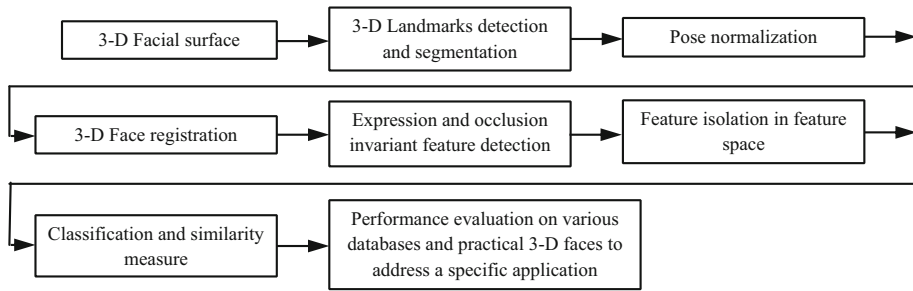 3-D Facial surface
3-D Landmarks detection
and segmentation
Pose normalization
3-D Face registration
Expression and occlusion
invariant feature detection
Feature isolation in feature
space
Classification and similarity
measure
Performance evaluation on various
databases and practical 3-D faces to
address a specific application